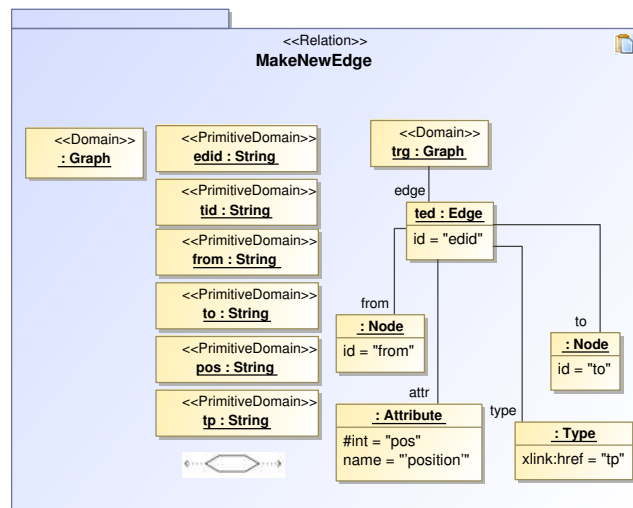 <<Relation>>
MakeNewEdge
<<Domain>>
: Graph
<<PrimitiveDomain>>
edid : String
<<PrimitiveDomain>>
tid : String
<<PrimitiveDomain>>
from : String
<<PrimitiveDomain>>
to : String
<<PrimitiveDomain>>
pos : String
<<PrimitiveDomain>>
tp : String
<<Domain>>
trg : Graph
edge
ted : Edge
id = "edid"
from
: Node
id = "from"
to
: Node
id = "to"
attr
: Attribute
#int = "pos"
name = "'position'"
type
: Type
xlink:href = "tp"